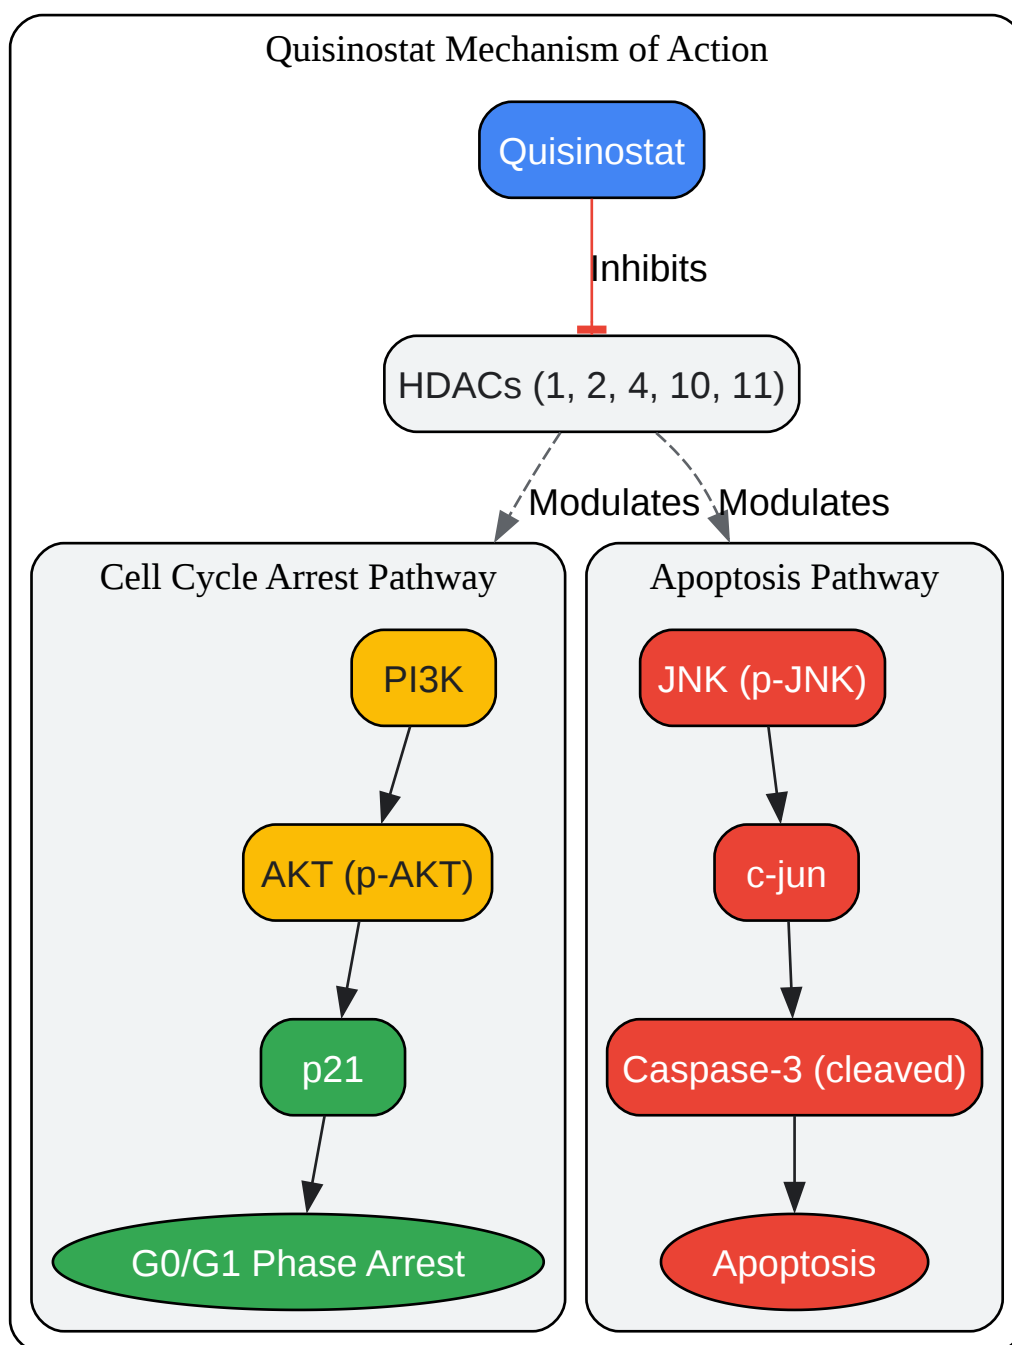 Quisinostat Mechanism of Action
Quisinostat
Inhibits
HDACs (1, 2, 4, 10, 11)
Modulates
Modulates
Cell Cycle Arrest Pathway
PI3K
AKT (p-AKT)
p21
G0/G1 Phase Arrest
Apoptosis Pathway
JNK (p-JNK)
c-jun
Caspase-3 (cleaved)
Apoptosis